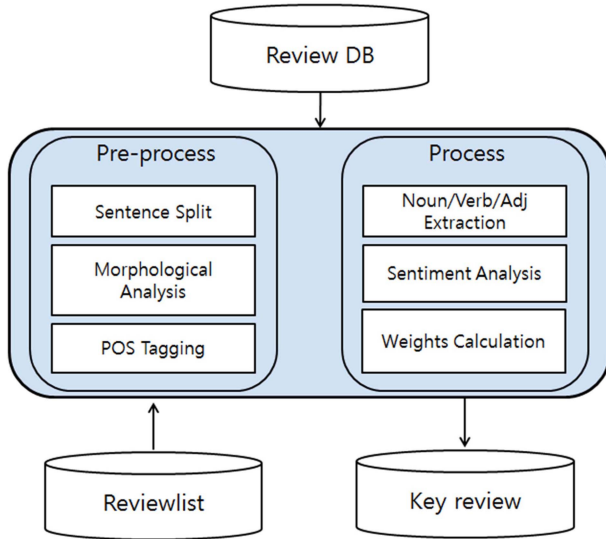 Review DB
Pre-process
Sentence Split
Morphological
Analysis
POS Tagging
Process
Noun/Verb/Adj
Extraction
Sentiment Analysis
Weights Calculation
Reviewlist
Key review